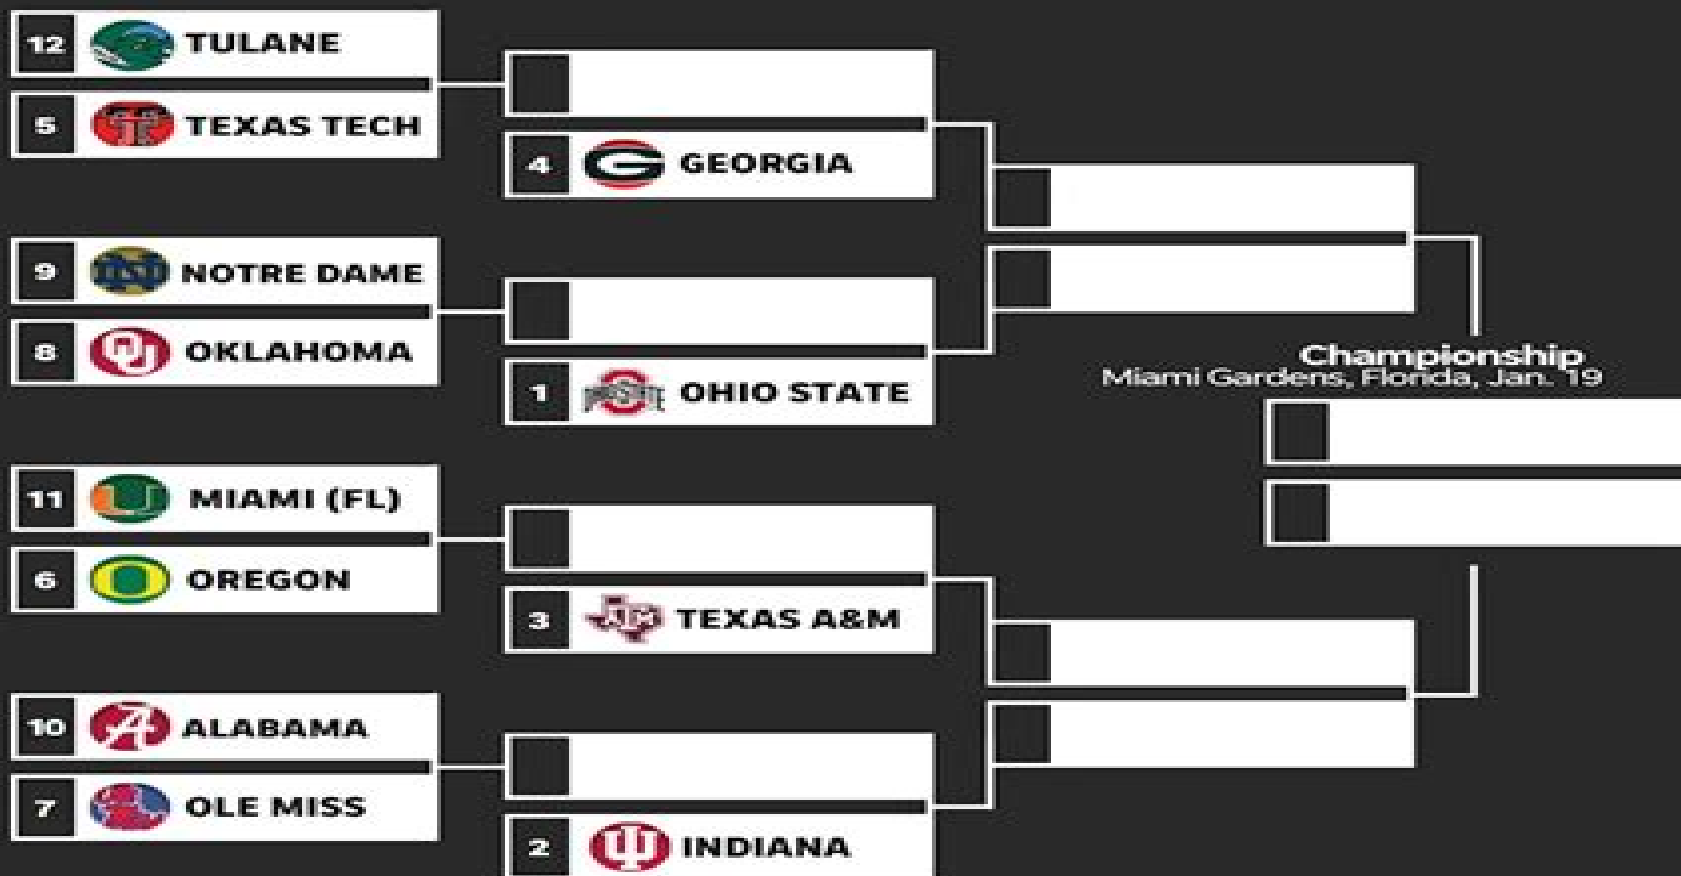 12 TULANE
5 TEXAS TECH
4 GEORGIA
9 NOTRE DAME
8 OKLAHOMA
1 OHIO STATE
Championship
Miami Gardens, Florida, Jan. 19
11 MIAMI (FL)
6 OREGON
3 TEXAS A&M
10 ALABAMA
7 OLE MISS
2 INDIANA